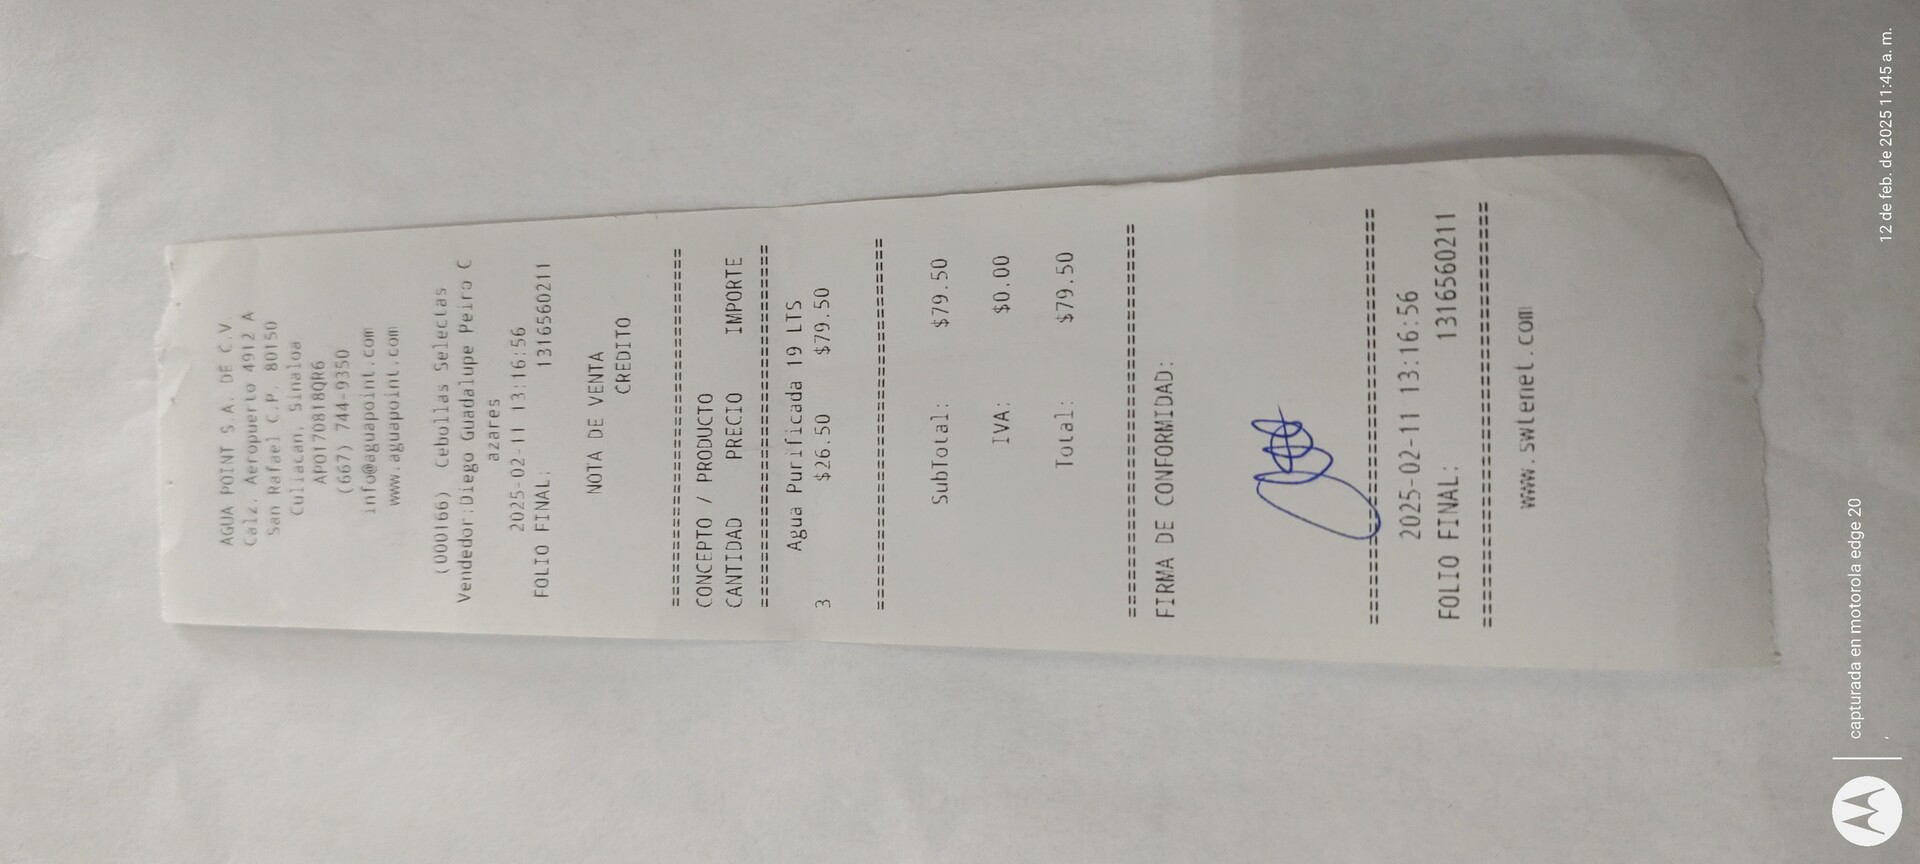 AGUA POINT S.A. DE C.V.
Calz. Aeropuerto 4912 A
San Rafael C.P. 80150
Culiacan, Sinaloa
APO170818QR6
(667) 744-9350
info@aguapoint.com
www.aguapoint.com
(000166) Cebollas Selectas
Vendedor:Diego Guadalupe Peiro C
azares
2025-02-11 13:16:56
FOLIO FINAL: 1316560211
NOTA DE VENTA
CREDITO
================================
CONCEPTO / PRODUCTO
CANTIDAD PRECIO IMPORTE
================================
Agua Purificada 19 LTS
3 $26.50 $79.50
================================
SubTotal: $79.50
IVA: $0.00
Total: $79.50
================================
FIRMA DE CONFORMIDAD:
================================
2025-02-11 13:16:56
FOLIO FINAL: 1316560211
================================
www.swtenet.com
capturada en motorola edge 20
12 de feb. de 2025 11:45 a. m.